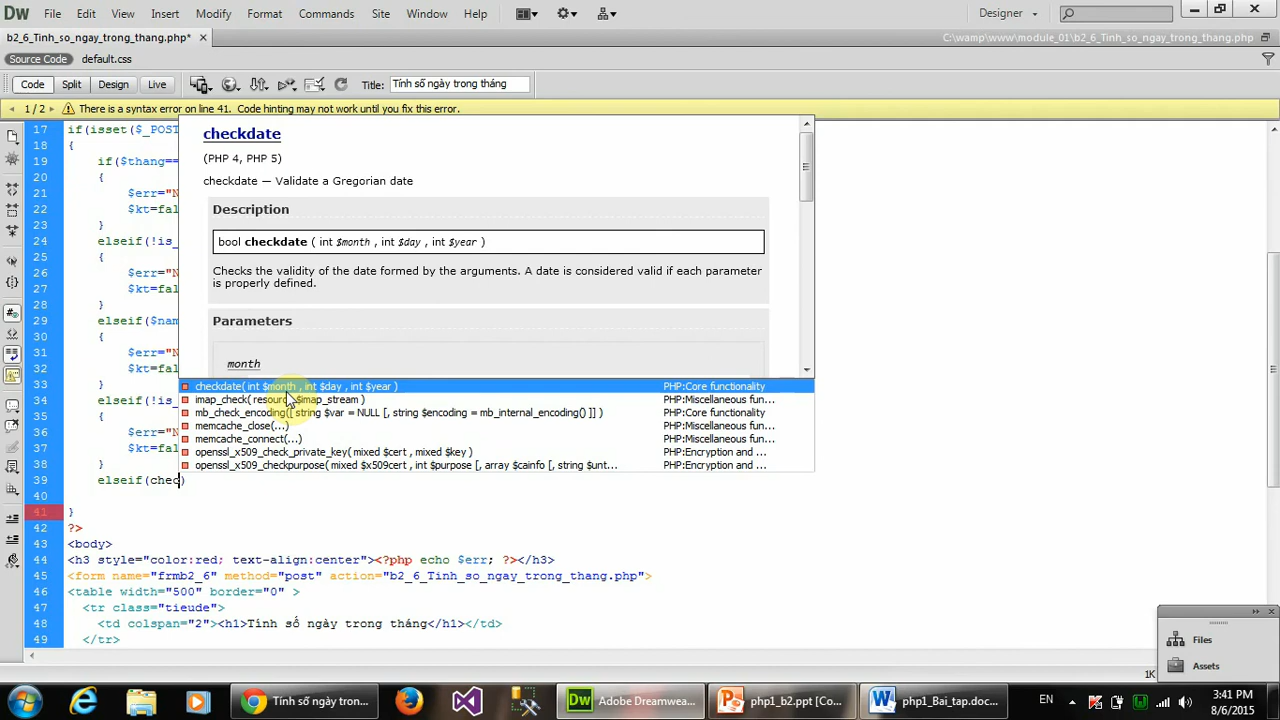 DW File Edit View Insert Modify Format Commands Site Window Help Designer
b2_6_Tinh_so_ngay_trong_thang.php* × C:\wamp\www\module_01\b2_6_Tinh_so_ngay_trong_thang.php
Source Code default.css
Code Split Design Live Title: Tính số ngày trong tháng
1 / 2 There is a syntax error on line 41. Code hinting may not work until you fix this error.
17 if(isset($_POST
18 {
19 if($thang==
20 {
21 $err="N
22 $kt=fal
23 }
24 elseif(!is_
25 {
26 $err="N
27 $kt=fal
28 }
29 elseif($nam
30 {
31 $err="N
32 $kt=fal
33 }
34 elseif(!is_
35 {
36 $err="N
37 $kt=fal
38 }
39 elseif(chec)
40
41 }
42 ?>
43 <body>
44 <h3 style="color:red; text-align:center"><?php echo $err; ?></h3>
45 <form name="frmb2_6" method="post" action="b2_6_Tinh_so_ngay_trong_thang.php">
46 <table width="500" border="0" >
47 <tr class="tieude">
48 <td colspan="2"><h1>Tính số ngày trong tháng</h1></td>
49 </tr>
checkdate
(PHP 4, PHP 5)
checkdate — Validate a Gregorian date
Description
bool checkdate ( int $month , int $day , int $year )
Checks the validity of the date formed by the arguments. A date is considered valid if each parameter
is properly defined.
Parameters
month
checkdate( int $month , int $day , int $year ) PHP:Core functionality
imap_check( resource $imap_stream ) PHP:Miscellaneous fun...
mb_check_encoding([ string $var = NULL [, string $encoding = mb_internal_encoding() ]] ) PHP:Core functionality
memcache_close(...) PHP:Miscellaneous fun...
memcache_connect(...) PHP:Miscellaneous fun...
openssl_x509_check_private_key( mixed $cert , mixed $key ) PHP:Encryption and ...
openssl_x509_checkpurpose( mixed $x509cert , int $purpose [, array $cainfo [, string $unt... PHP:Encryption and ...
Files
Assets
1K
Tính số ngày tron... Adobe Dreamwea... php1_b2.ppt [Co... php1_Bai_tap.doc... EN 3:41 PM
8/6/2015